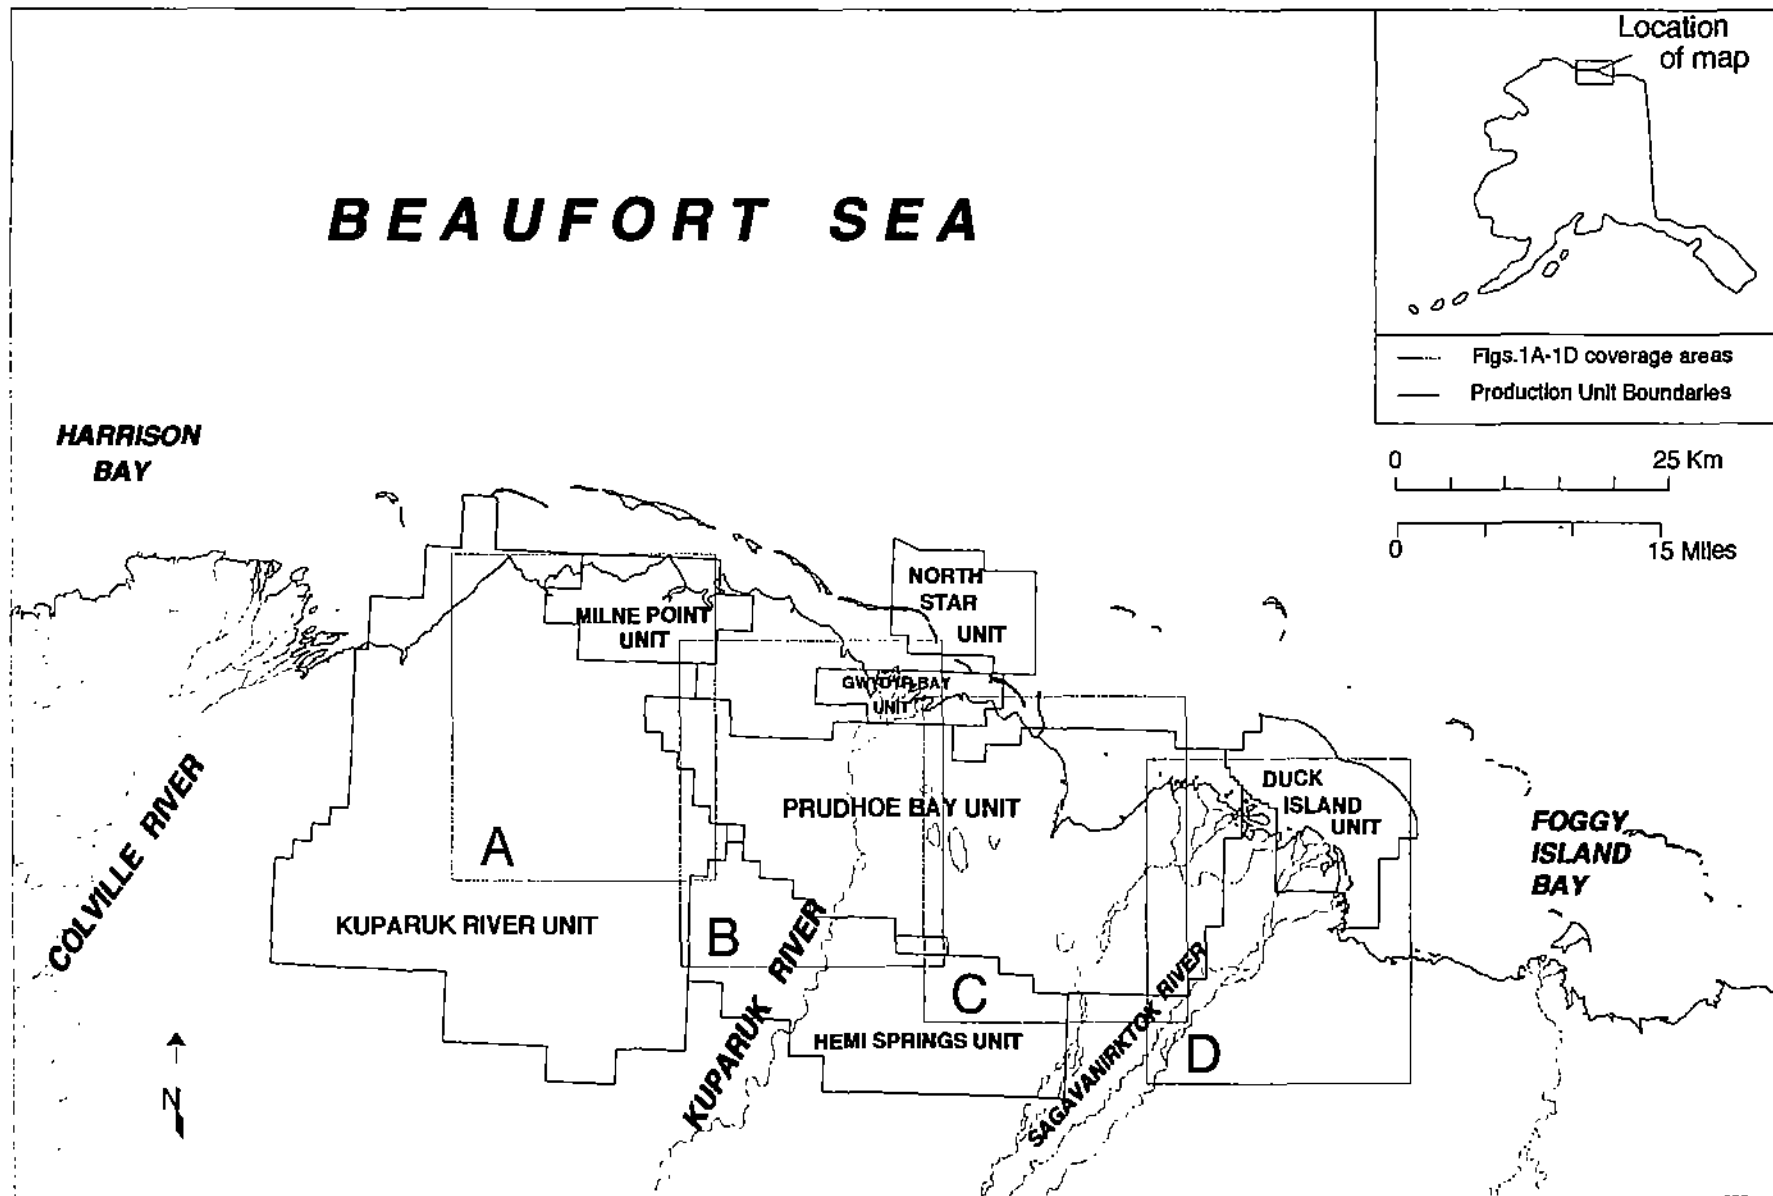 Location
of map
BEAUFORT SEA
Figs.1A-1D coverage areas
Production Unit Boundaries
HARRISON
BAY
0 25 Km
0 15 Miles
NORTH
STAR
UNIT
MILNE POINT
UNIT
GWYDYR BAY
UNIT
DUCK
ISLAND
UNIT
PRUDHOE BAY UNIT
FOGGY
ISLAND
BAY
COLVILLE RIVER
A
KUPARUK RIVER UNIT
B
KUPARUK RIVER
C
SAGAVANIRKTOK RIVER
HEMI SPRINGS UNIT
D
N